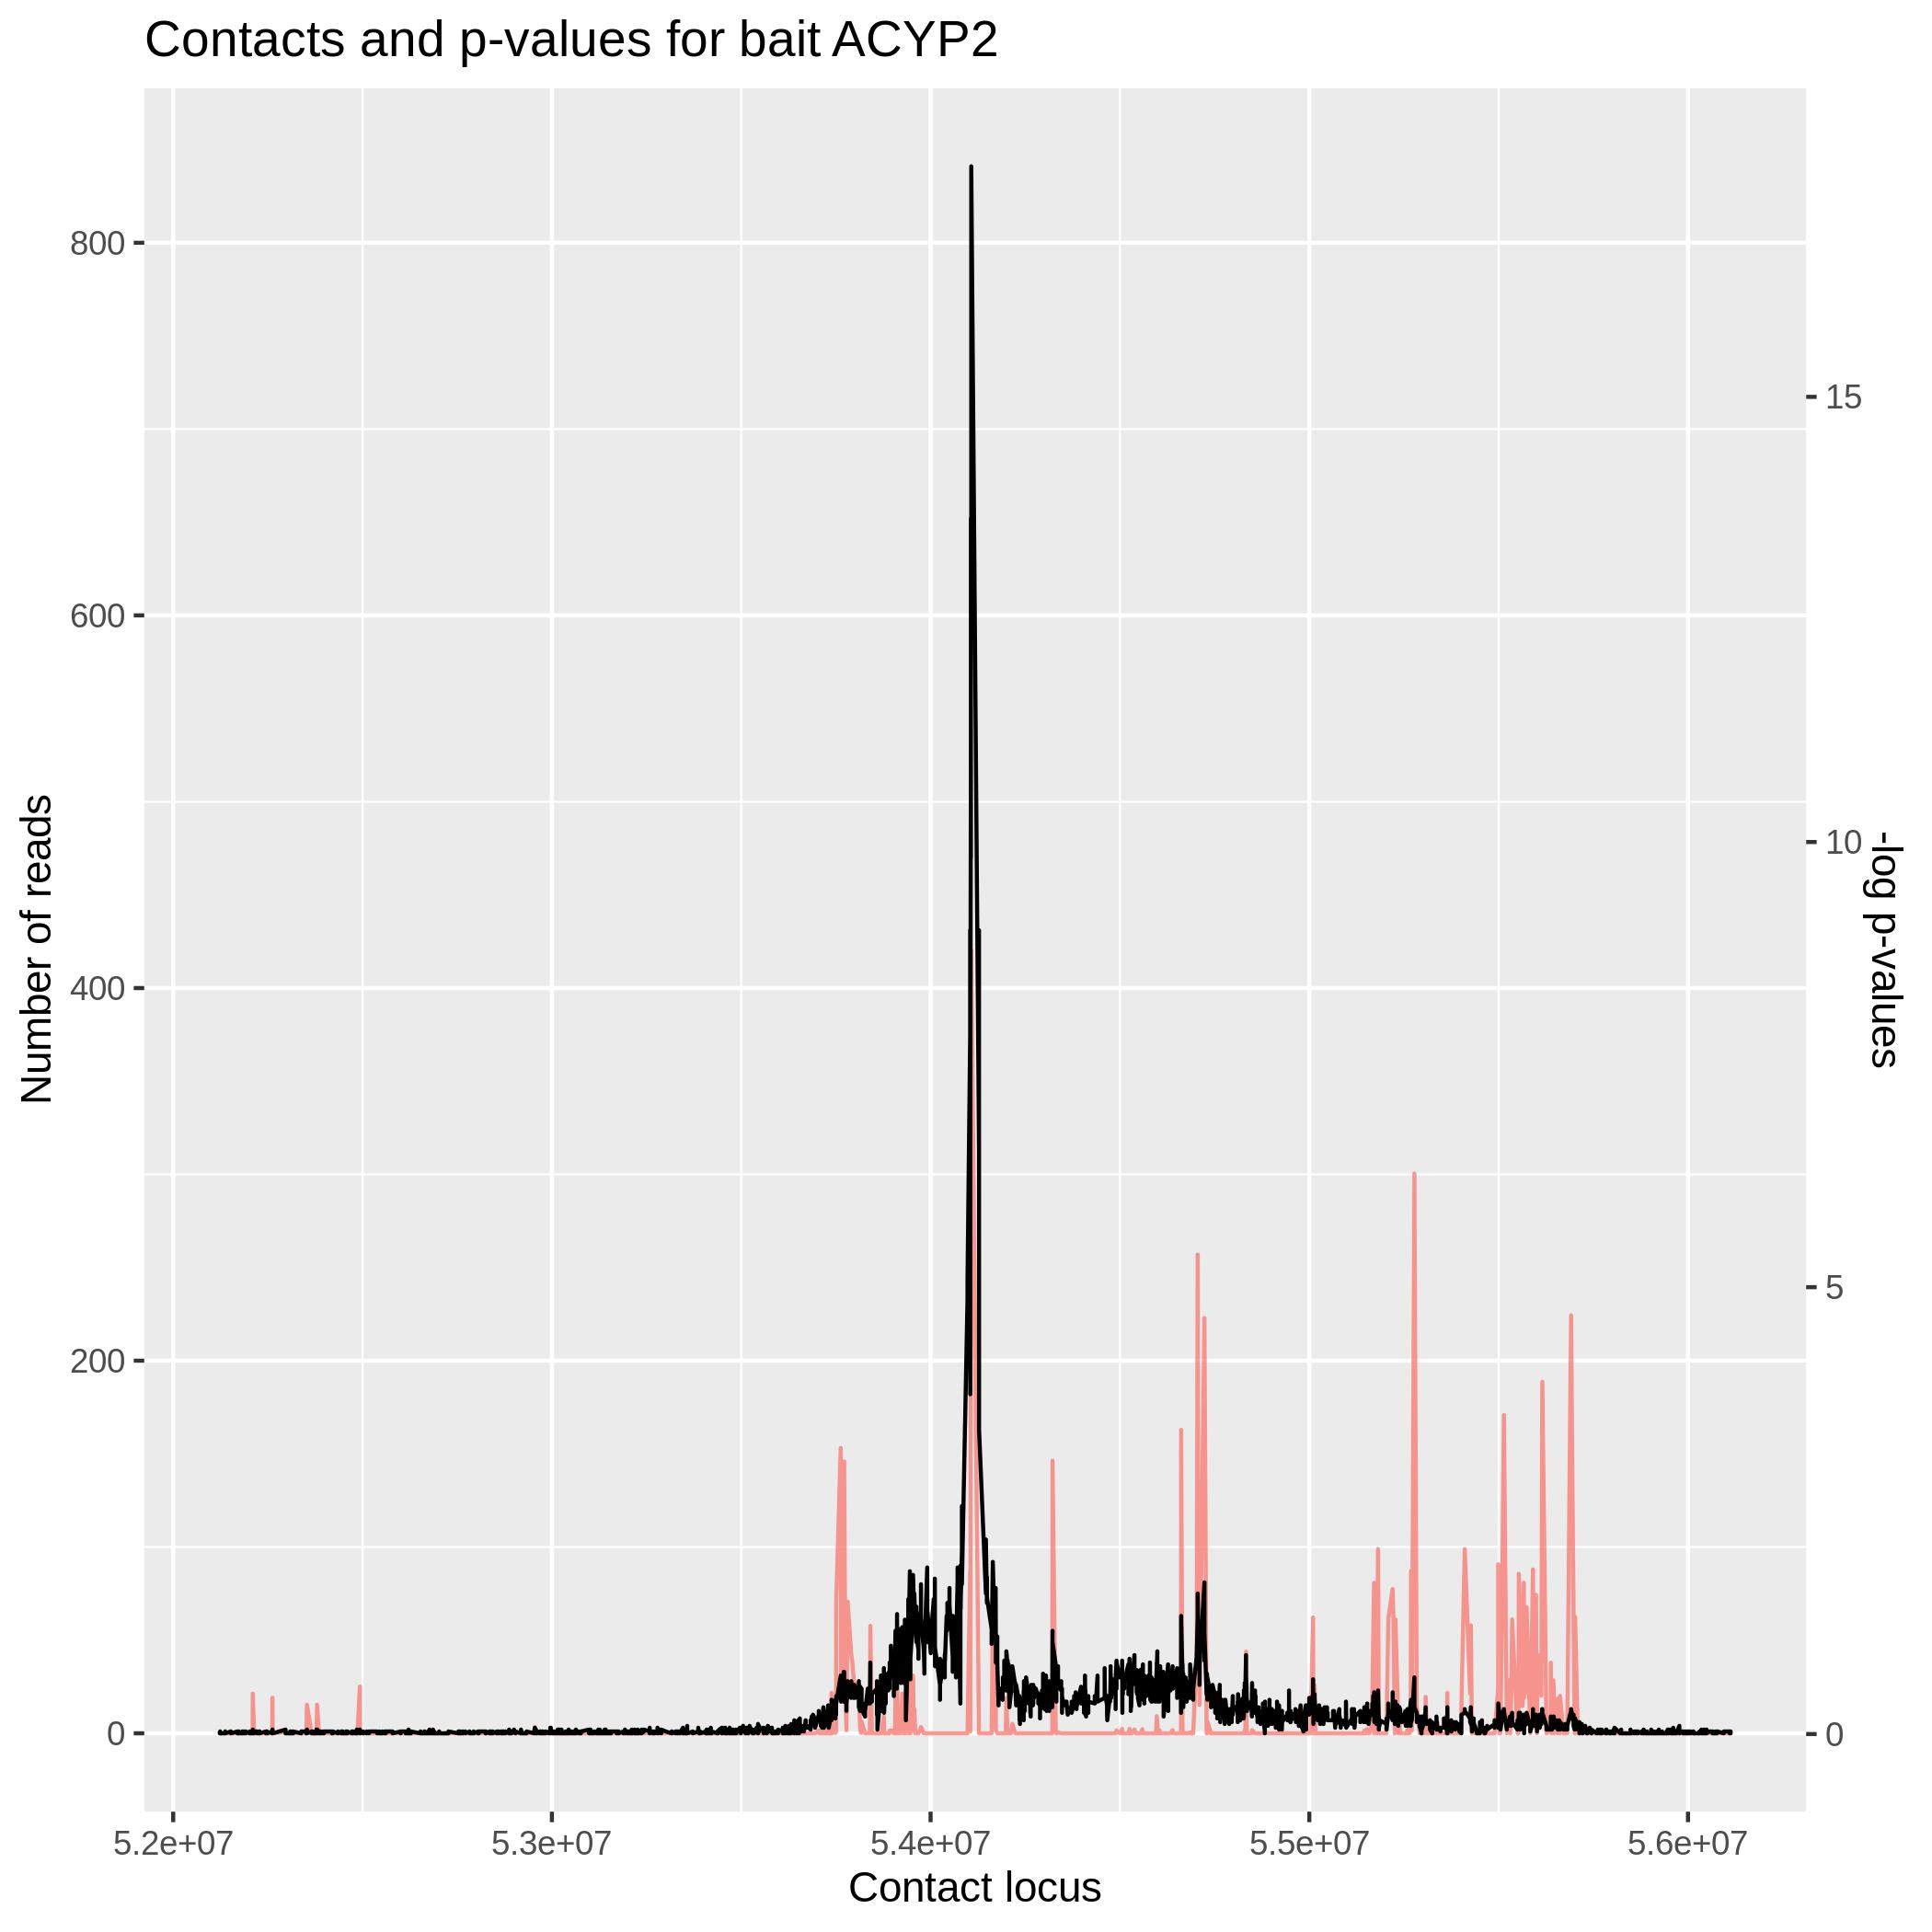 Contacts and p-values for bait ACYP2
800
600
400
200
0
15
10
5
0
Number of reads
-log p-values
5.2e+07
5.3e+07
5.4e+07
5.5e+07
5.6e+07
Contact locus